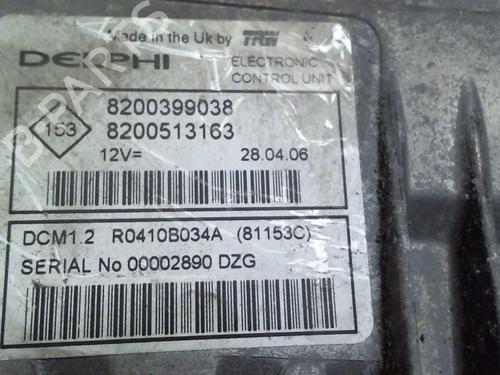 Made in the Uk by TRW &
DELPHI
ELECTRONIC
CONTROL UNIT
153
8200399038
8200513163
12V= 28.04.06
DCM1.2 R0410B034A (81153C)
SERIAL No 00002890 DZG
B-PARTS